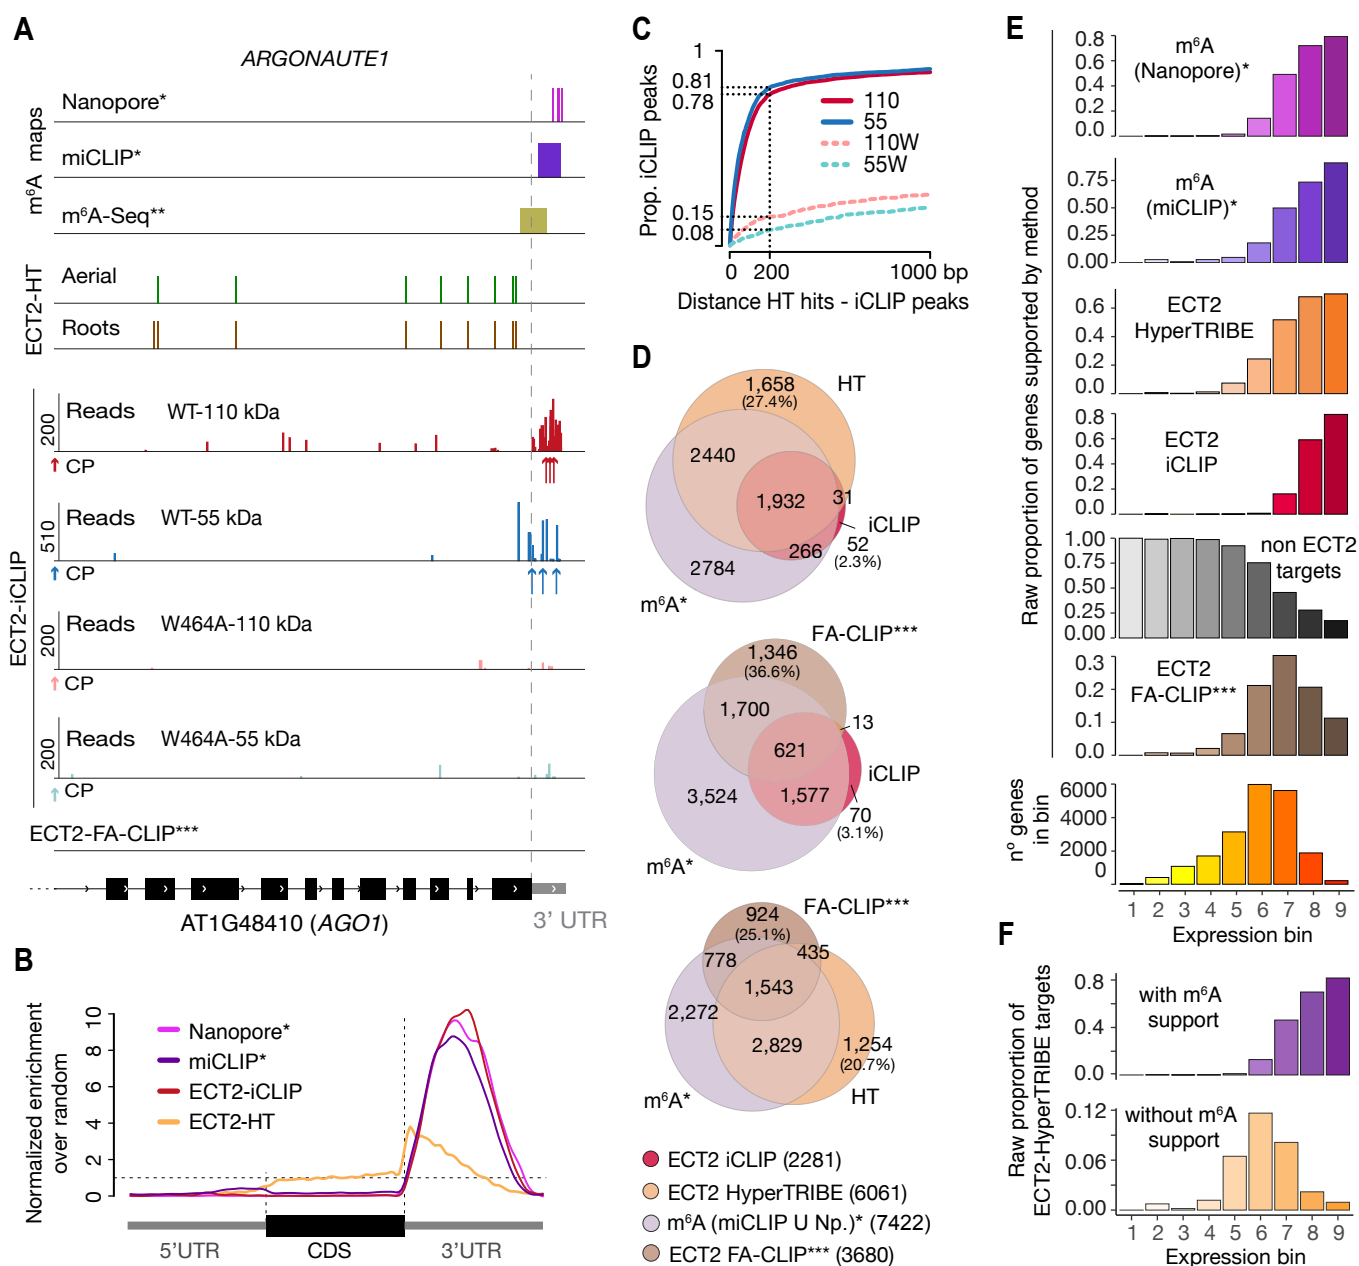 A
ARGONAUTE1
m⁶A maps
Nanopore*
miCLIP*
m⁶A-Seq**
ECT2-HT
Aerial
Roots
ECT2-iCLIP
200
Reads WT-110 kDa
CP
510
Reads WT-55 kDa
CP
200
Reads W464A-110 kDa
CP
200
Reads W464A-55 kDa
CP
ECT2-FA-CLIP***
AT1G48410 (AGO1)
3' UTR
B
Normalized enrichment
over random
10
8
6
4
2
0
Nanopore*
miCLIP*
ECT2-iCLIP
ECT2-HT
5'UTR
CDS
3'UTR
C
Prop. iCLIP peaks
1
0.81
0.78
0.15
0.08
110
55
110W
55W
0 200 1000 bp
Distance HT hits - iCLIP peaks
D
1,658
(27.4%)
HT
2440
1,932
31
iCLIP
52
(2.3%)
266
2784
m⁶A*
FA-CLIP***
1,346
(36.6%)
1,700
13
621
iCLIP
3,524
1,577
70
(3.1%)
m⁶A*
FA-CLIP***
924
(25.1%)
778
435
1,543
2,272
2,829
1,254
(20.7%)
m⁶A*
HT
ECT2 iCLIP (2281)
ECT2 HyperTRIBE (6061)
m⁶A (miCLIP U Np.)* (7422)
ECT2 FA-CLIP*** (3680)
E
Raw proportion of genes supported by method
m⁶A
(Nanopore)*
0.8
0.6
0.4
0.2
0.0
m⁶A
(miCLIP)*
0.75
0.50
0.25
0.00
ECT2
HyperTRIBE
0.6
0.4
0.2
0.0
ECT2
iCLIP
0.8
0.6
0.4
0.2
0.0
non ECT2
targets
1.00
0.75
0.50
0.25
0.00
ECT2
FA-CLIP***
0.3
0.2
0.1
0.0
nº genes
in bin
6000
4000
2000
0
1 2 3 4 5 6 7 8 9
Expression bin
F
Raw proportion of
ECT2-HyperTRIBE targets
with m⁶A
support
0.8
0.4
0.0
without m⁶A
support
0.12
0.06
0.00
1 2 3 4 5 6 7 8 9
Expression bin